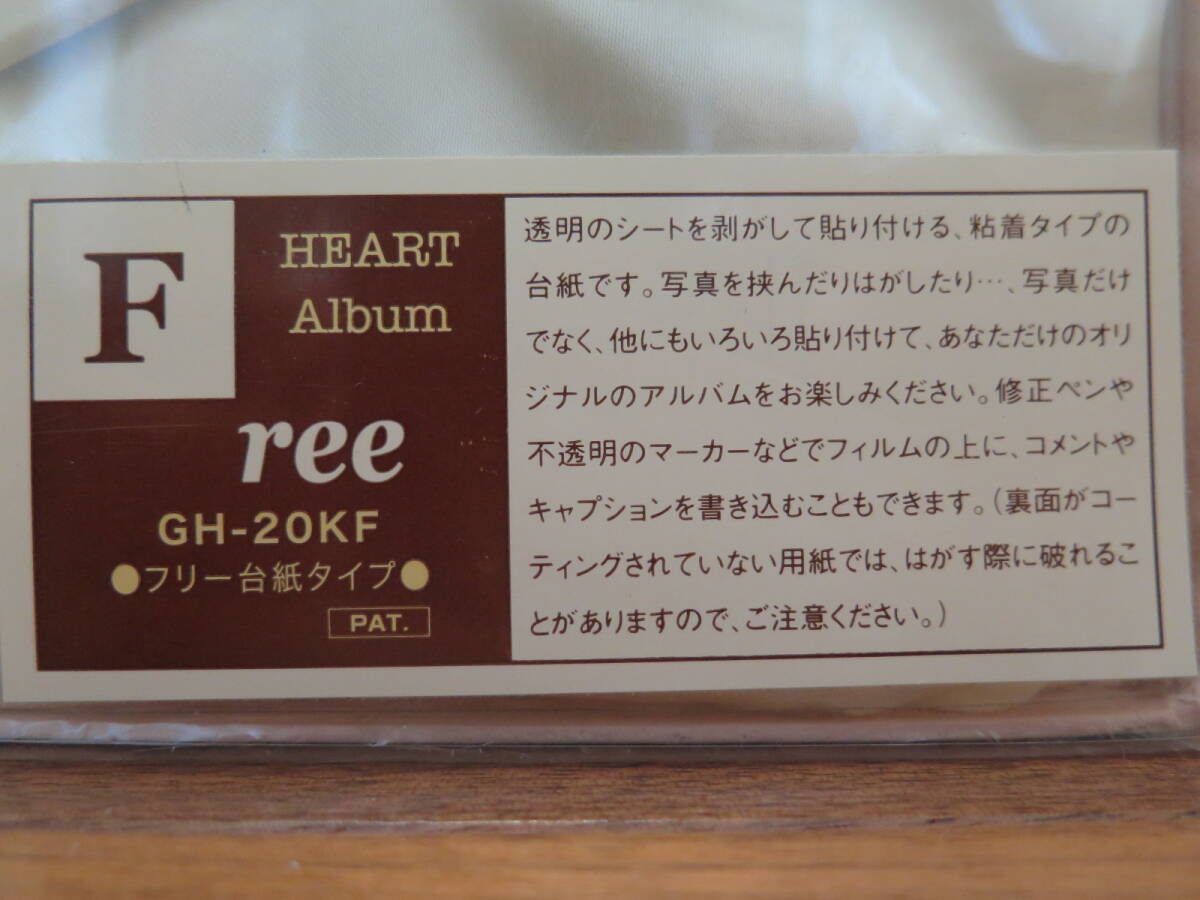 F
ree
HEART
Album
GH-20KF
●フリー台紙タイプ●
PAT.
透明のシートを剥がして貼り付ける、粘着タイプの
台紙です。写真を挟んだりはがしたり…、写真だけ
でなく、他にもいろいろ貼り付けて、あなただけのオリ
ジナルのアルバムをお楽しみください。修正ペンや
不透明のマーカーなどでフィルムの上に、コメントや
キャプションを書き込むこともできます。（裏面がコー
ティングされていない用紙では、はがす際に破れるこ
とがありますので、ご注意ください。）